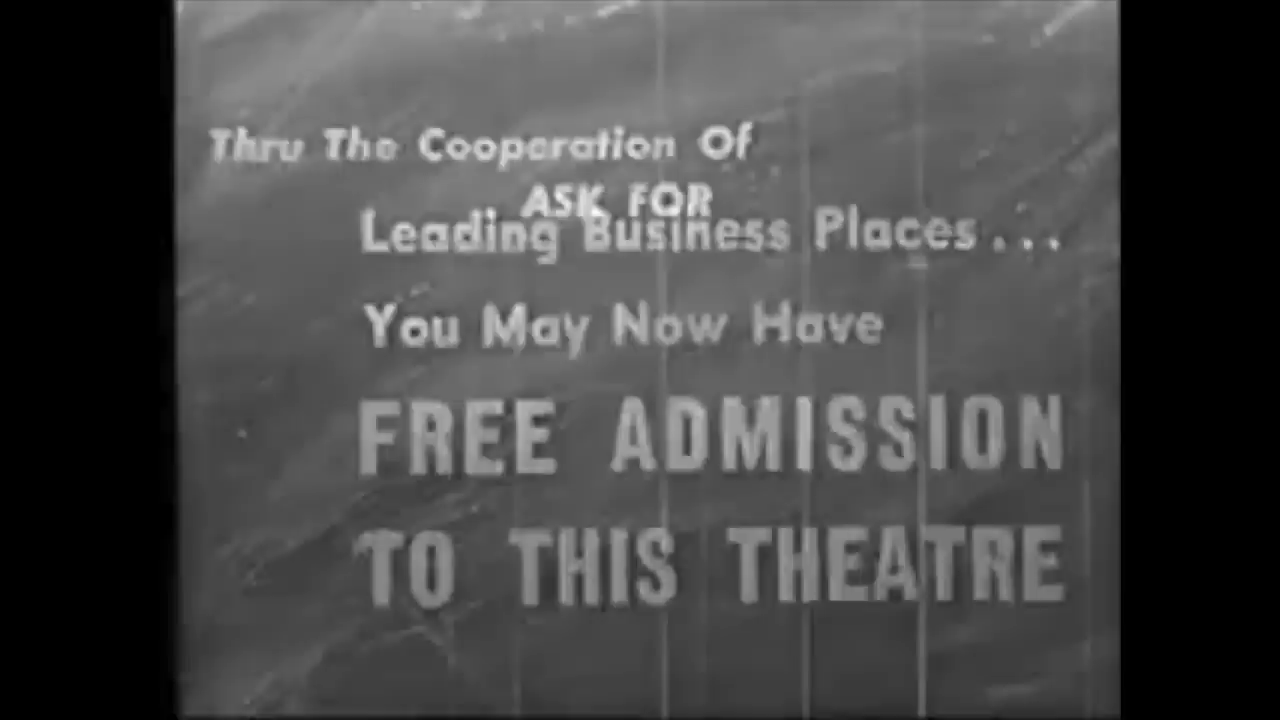 Thru The Cooperation Of
ASK FOR
Leading Business Places...
You May Now Have
FREE ADMISSION
TO THIS THEATRE